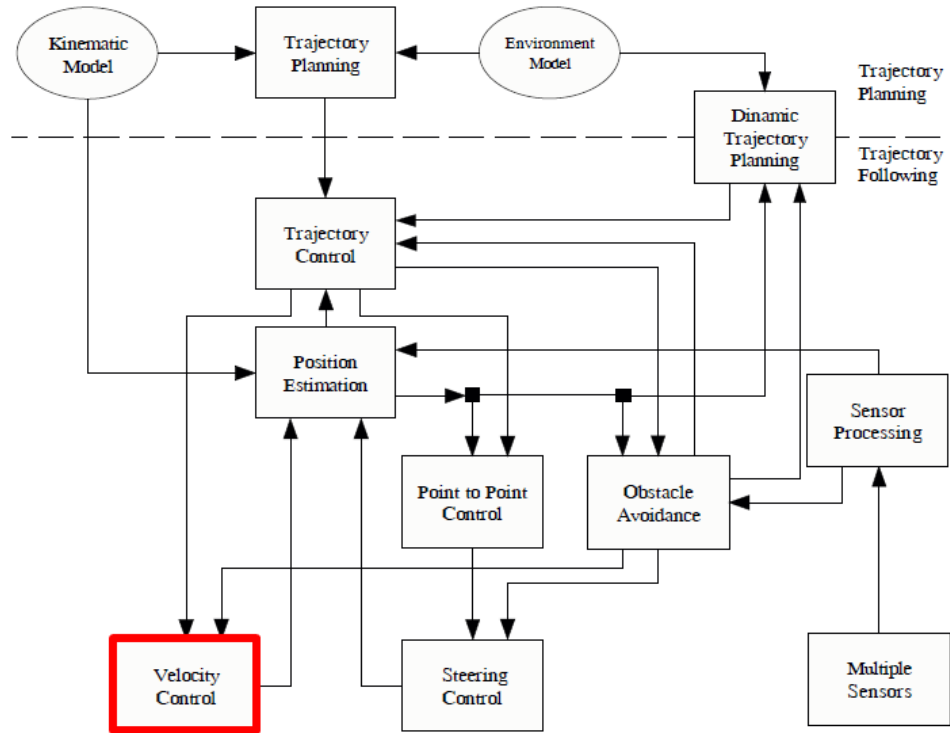 Kinematic
Model
Trajectory
Planning
Environment
Model
Trajectory
Planning
Dinamic
Trajectory
Planning
Trajectory
Following
Trajectory
Control
Position
Estimation
Sensor
Processing
Point to Point
Control
Obstacle
Avoidance
Velocity
Control
Steering
Control
Multiple
Sensors